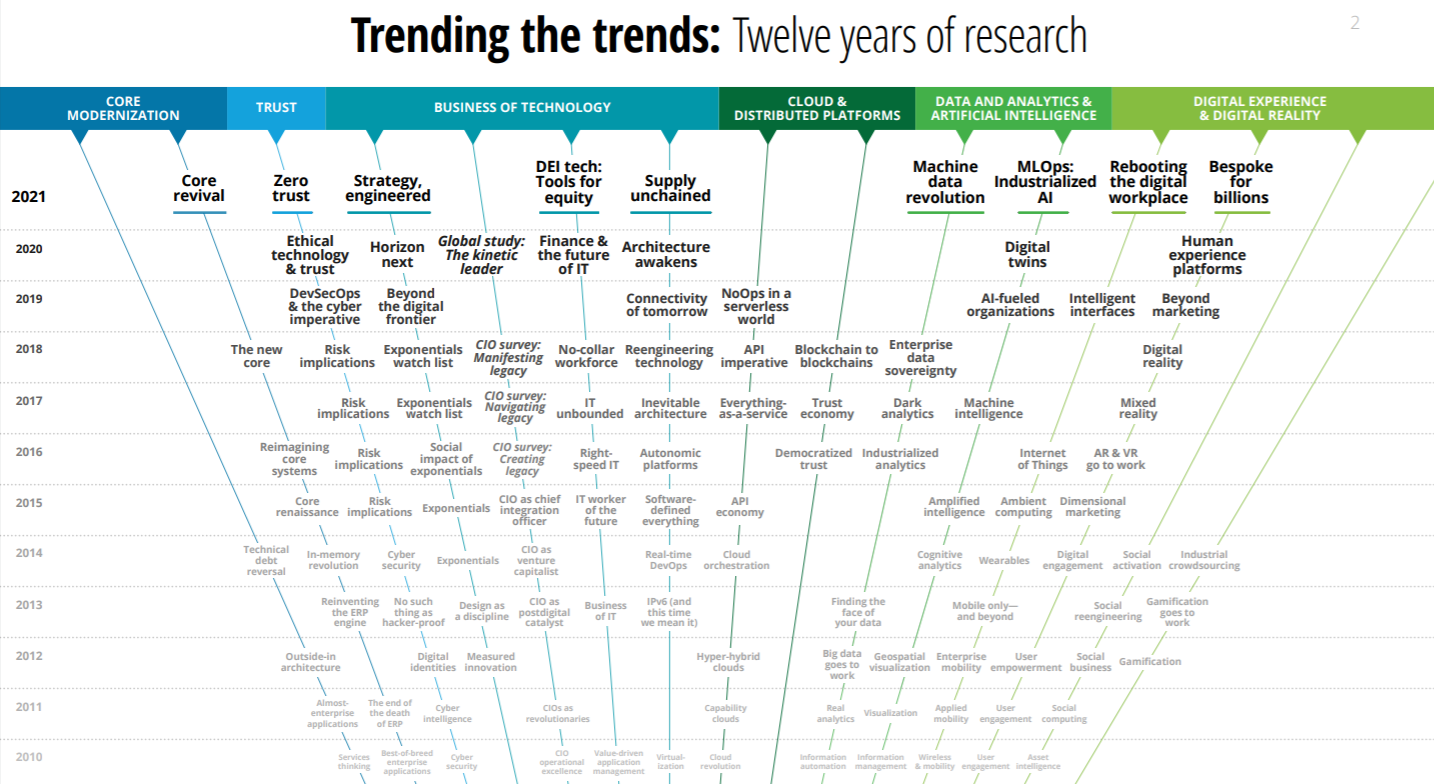 Trending the trends: Twelve years of research
2
CORE
MODERNIZATION
TRUST
BUSINESS OF TECHNOLOGY
CLOUD &
DISTRIBUTED PLATFORMS
DATA AND ANALYTICS &
ARTIFICIAL INTELLIGENCE
DIGITAL EXPERIENCE
& DIGITAL REALITY
2021
Core
revival
Zero
trust
Strategy,
engineered
DEI tech:
Tools for
equity
Supply
unchained
Machine
data
revolution
MLOps:
Industrialized
AI
Rebooting
the digital
workplace
Bespoke
for
billions
2020
Ethical
technology
& trust
Horizon
next
Global study:
The kinetic
leader
Finance &
the future
of IT
Architecture
awakens
Digital
twins
Human
experience
platforms
2019
DevSecOps
& the cyber
imperative
Beyond
the digital
frontier
Connectivity
of tomorrow
NoOps in a
serverless
world
AI-fueled
organizations
Intelligent
interfaces
Beyond
marketing
2018
The new
core
Risk
implications
Exponentials
watch list
CIO survey:
Manifesting
legacy
No-collar
workforce
Reengineering
technology
API
imperative
Blockchain to
blockchains
Enterprise
data
sovereignty
Digital
reality
2017
Risk
implications
Exponentials
watch list
CIO survey:
Navigating
legacy
IT
unbounded
Inevitable
architecture
Everything-
as-a-service
Trust
economy
Dark
analytics
Machine
intelligence
Mixed
reality
2016
Reimagining
core
systems
Risk
implications
Social
impact of
exponentials
CIO survey:
Creating
legacy
Right-
speed IT
Autonomic
platforms
Democratized
trust
Industrialized
analytics
Internet
of Things
AR & VR
go to work
2015
Core
renaissance
Risk
implications
Exponentials
CIO as chief
integration
officer
IT worker
of the
future
Software-
defined
everything
API
economy
Amplified
intelligence
Ambient
computing
Dimensional
marketing
2014
Technical
debt
reversal
In-memory
revolution
Cyber
security
Exponentials
CIO as
venture
capitalist
Real-time
DevOps
Cloud
orchestration
Cognitive
analytics
Wearables
Digital
engagement
Social
activation
Industrial
crowdsourcing
2013
Reinventing
the ERP
engine
No such
thing as
hacker-proof
Design as
a discipline
CIO as
postdigital
catalyst
Business
of IT
IPv6 (and
this time
we mean it)
Finding the
face of
your data
Mobile only—
and beyond
Social
reengineering
Gamification
goes to
work
2012
Outside-in
architecture
Digital
identities
Measured
innovation
Hyper-hybrid
clouds
Big data
goes to
work
Geospatial
visualization
Enterprise
mobility
User
empowerment
Social
business
Gamification
2011
Almost-
enterprise
applications
The end of
the death
of ERP
Cyber
intelligence
CIOs as
revolutionaries
Capability
clouds
Real
analytics
Visualization
Applied
mobility
User
engagement
Social
computing
2010
Services
thinking
Best-of-breed
enterprise
applications
Cyber
security
CIO
operational
excellence
Value-driven
application
management
Virtual-
ization
Cloud
revolution
Information
automation
Information
management
Wireless
& mobility
User
engagement
Asset
intelligence